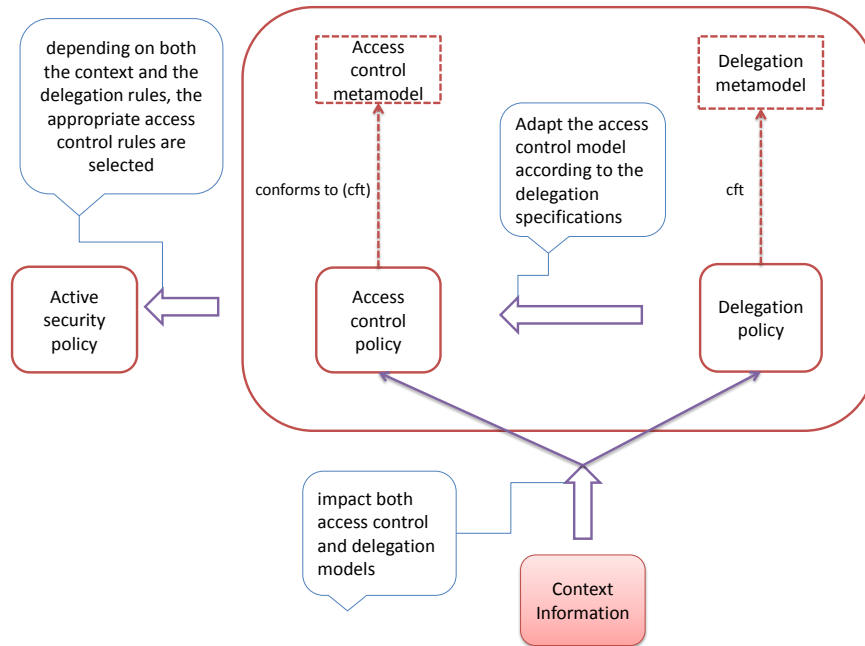 depending on both
the context and the
delegation rules, the
appropriate access
control rules are
selected
Access
control
metamodel
Delegation
metamodel
Adapt the access
control model
according to the
delegation
specifications
conforms to (cft)
cft
Active
security
policy
Access
control
policy
Delegation
policy
impact both
access control
and delegation
models
Context
Information